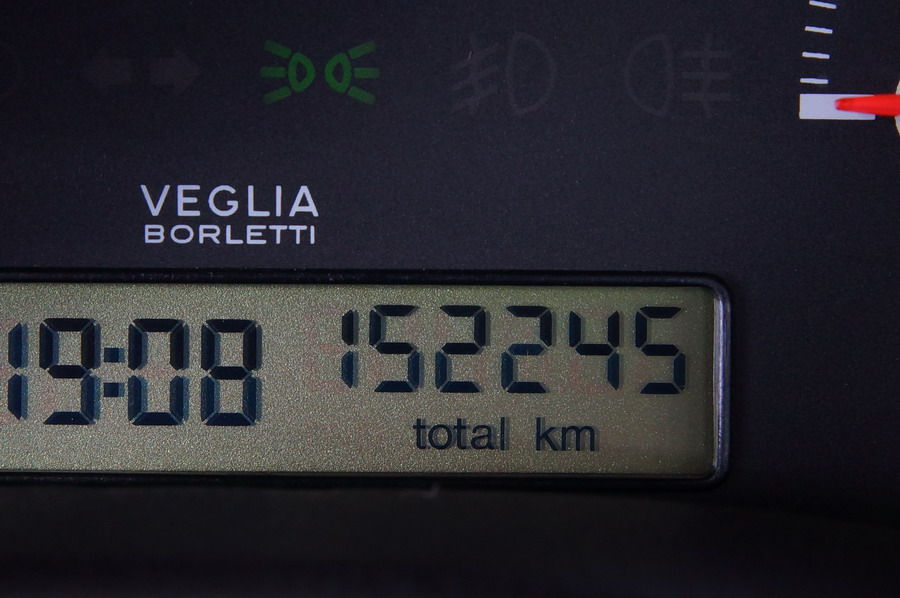 VEGLIA
BORLETTI
19:08 152245
total km